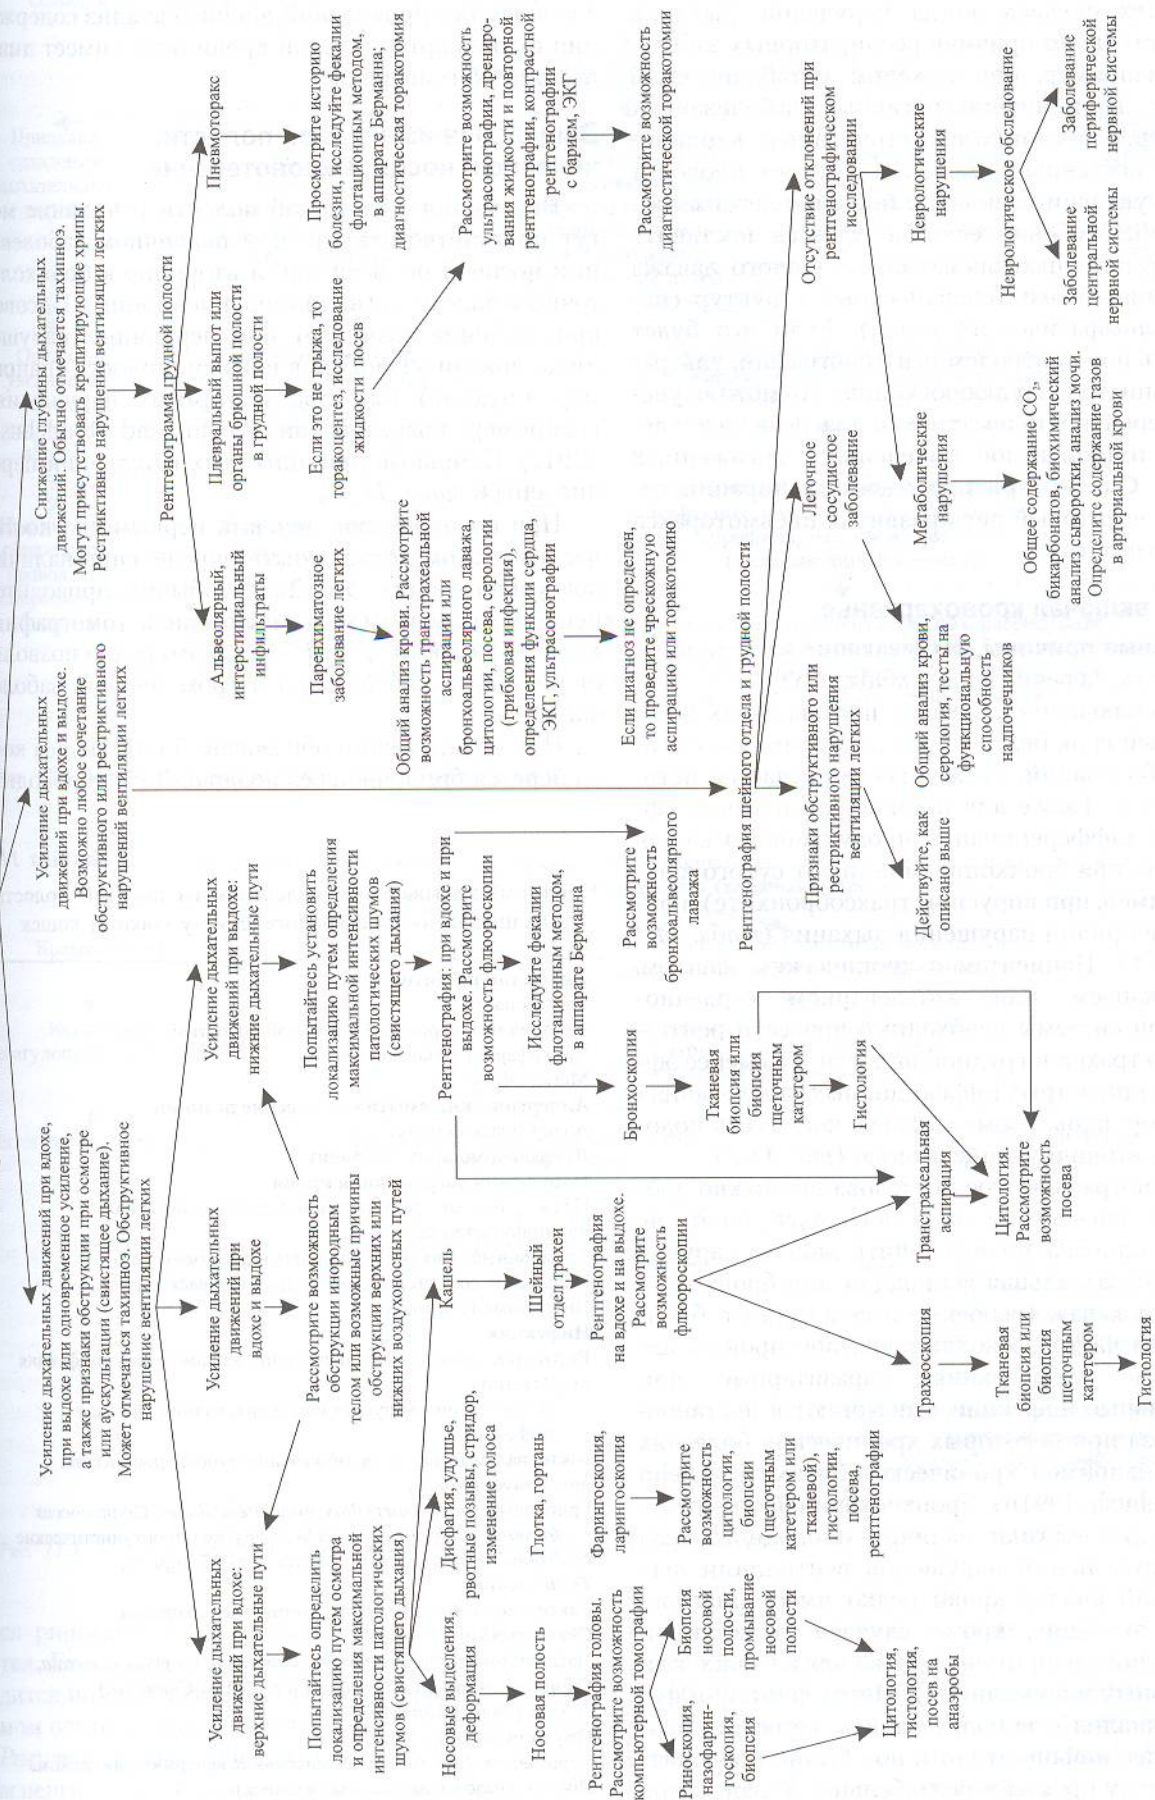 Усиление дыхательных движений при вдохе,
при выдохе или одновременное усиление,
а также признаки обструкции при осмотре
или аускультации (свистящее дыхание).
Может отмечаться тахипноэ. Обструктивное
нарушение вентиляции легких
Усиление дыхательных
движений при вдохе и выдохе.
Возможно любое сочетание
обструктивного или рестриктивного
нарушений вентиляции легких
Снижение глубины дыхательных
движений. Обычно отмечается тахипноэ.
Могут присутствовать крепитирующие хрипы
Рестриктивное нарушение вентиляции легких
Усиление дыхательных
движений при вдохе:
верхние дыхательные пути
Усиление дыхательных
движений при
вдохе и выдохе
Усиление дыхательных
движений при выдохе:
нижние дыхательные пути
Рентгенограмма грудной полости
Альвеолярный,
интерстициальный
инфильтраты
Плевральный выпот или
органы брюшной полости
в грудной полости
Пневмоторакс
Попытайтесь определить
локализацию путем осмотра
и определения максимальной
интенсивности патологических
шумов (свистящего дыхания)
Рассмотрите возможность
обструкции инородным
телом или возможные причины
обструкции верхних или
нижних воздухоносных путей
Попытайтесь установить
локализацию путем определения
максимальной интенсивности
патологических шумов
(свистящего дыхания)
Паренхиматозное
заболевание легких
Если это не грыжа, то
торакоцентез, исследование
жидкости и посев
Просмотрите историю
болезни, исследуйте фекалии
флотационным методом,
в аппарате Бермана,
диагностическая торакотомия
Общий анализ крови. Рассмотрите
возможность транстрахеальной
аспирации или
бронхоальвеолярного лаважа,
цитологии, посева, серологии
(грибковая инфекция),
определения функции сердца,
ЭКГ, ультрасонографии
Рассмотрите возможность
ультрасонографии, дрениро-
вания жидкости и повторной
рентгенографии, контрастной
рентгенографии
с барием, ЭКГ
Носовые выделения,
деформация
Дисфагия, удушье,
рвотные позывы, стридор,
изменение голоса
Кашель
Рентгенография: при вдохе и при
выдохе. Рассмотрите
возможность флюороскопии
Носовая полость
Глотка, гортань
Шейный
отдел трахеи
Исследуйте фекалии
флотационным методом,
в аппарате Берманна
Рентгенография головы.
Рассмотрите возможность
компьютерной томографии
Фарингоскопия,
ларингоскопия
Рентгенография
на вдохе и на выдохе.
Рассмотрите
возможность
флюороскопии
Бронхоскопия
Рассмотрите
возможность
бронхоальвеолярного
лаважа
Если диагноз не определен,
то проведите чрескожную
аспирацию или торакотомию
Рассмотрите возможность
диагностической торакотомии
Риноскопия,
назофарин-
госкопия,
биопсия
Биопсия
носовой
полости,
промывание
носовой
полости
Рассмотрите
возможность
цитологии,
биопсии
(щеточным
катетером или
тканевой),
гистологии,
посева,
рентгенографии
Тканевая
биопсия или
биопсия
щеточным
катетером
Рентгенография шейного отдела и грудной полости
Признаки обструктивного или
рестриктивного нарушения
вентиляции легких
Легочное
сосудистое
заболевание
Отсутствие отклонений при
рентгенографическом
исследовании
Гистология
Цитология,
гистология,
посев на
анаэробы
Трахеоскопия
Транстрахеальная
аспирация
Действуйте, как
описано выше
Общий анализ крови,
серология, тесты на
функциональную
способность
надпочечников
Метаболические
нарушения
Неврологические
нарушения
Тканевая
биопсия или
биопсия
щеточным
катетером
Цитология.
Рассмотрите
возможность
посева
Общее содержание CO₂,
бикарбонатов, биохимический
анализ сыворотки, анализ мочи.
Определите содержание газов
в артериальной крови
Неврологическое обследование
Заболевание
центральной
нервной системы
Заболевание
периферической
нервной системы
Гистология